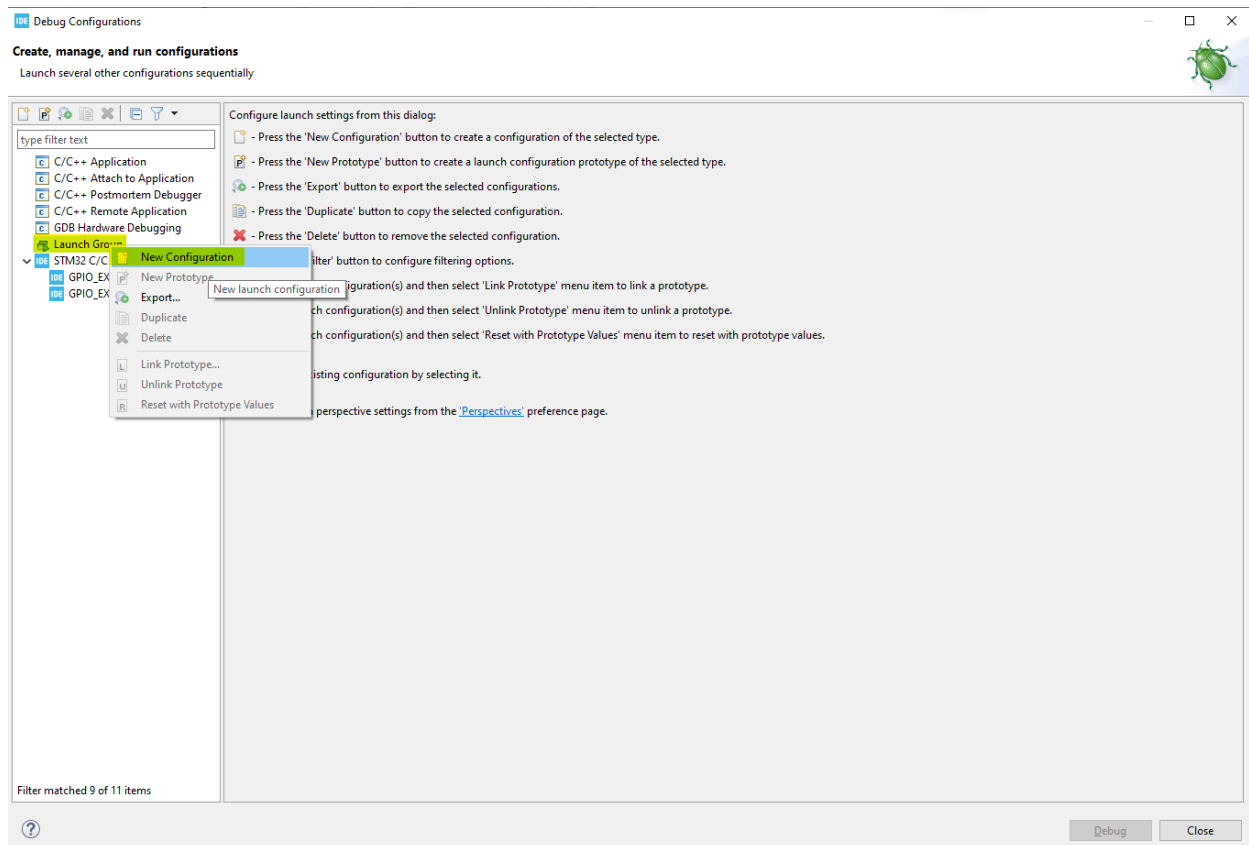 IDE Debug Configurations
Create, manage, and run configurations
Launch several other configurations sequentially
type filter text
C/C++ Application
C/C++ Attach to Application
C/C++ Postmortem Debugger
C/C++ Remote Application
GDB Hardware Debugging
Launch Group
IDE STM32 C/C
IDE GPIO_EX
IDE GPIO_EX
New Configuration
New Prototype
New launch configuration
Export...
Duplicate
Delete
L Link Prototype...
U Unlink Prototype
R Reset with Prototype Values
Filter matched 9 of 11 items
Configure launch settings from this dialog:
- Press the 'New Configuration' button to create a configuration of the selected type.
- Press the 'New Prototype' button to create a launch configuration prototype of the selected type.
- Press the 'Export' button to export the selected configurations.
- Press the 'Duplicate' button to copy the selected configuration.
- Press the 'Delete' button to remove the selected configuration.
ilter' button to configure filtering options.
iguration(s) and then select 'Link Prototype' menu item to link a prototype.
ch configuration(s) and then select 'Unlink Prototype' menu item to unlink a prototype.
ch configuration(s) and then select 'Reset with Prototype Values' menu item to reset with prototype values.
isting configuration by selecting it.
perspective settings from the 'Perspectives' preference page.
Debug
Close